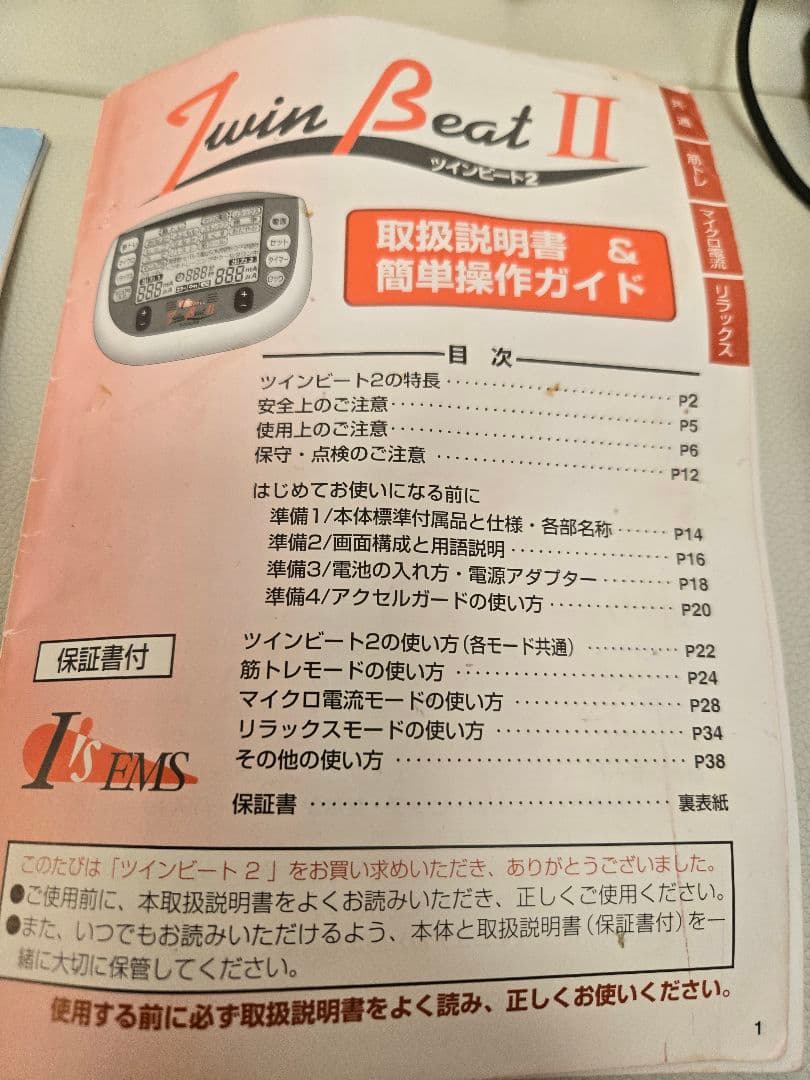 Twin Beat II
ツインビート2
共通
筋トレ
マイクロ電流
リラックス
取扱説明書 &
簡単操作ガイド
電源
セット
タイマー
ロック
目 次
ツインビート2の特長 P2
安全上のご注意 P5
使用上のご注意 P6
保守・点検のご注意 P12
はじめてお使いになる前に
準備1/本体標準付属品と仕様・各部名称 P14
準備2/画面構成と用語説明 P16
準備3/電池の入れ方・電源アダプター P18
準備4/アクセルガードの使い方 P20
ツインビート2の使い方(各モード共通) P22
筋トレモードの使い方 P24
マイクロ電流モードの使い方 P28
リラックスモードの使い方 P34
その他の使い方 P38
保証書 裏表紙
保証書付
I's EMS
このたびは「ツインビート2」をお買い求めいただき、ありがとうございました。
●ご使用前に、本取扱説明書をよくお読みいただき、正しくご使用ください。
●また、いつでもお読みいただけるよう、本体と取扱説明書(保証書付)を一
緒に大切に保管してください。
使用する前に必ず取扱説明書をよく読み、正しくお使いください。
1